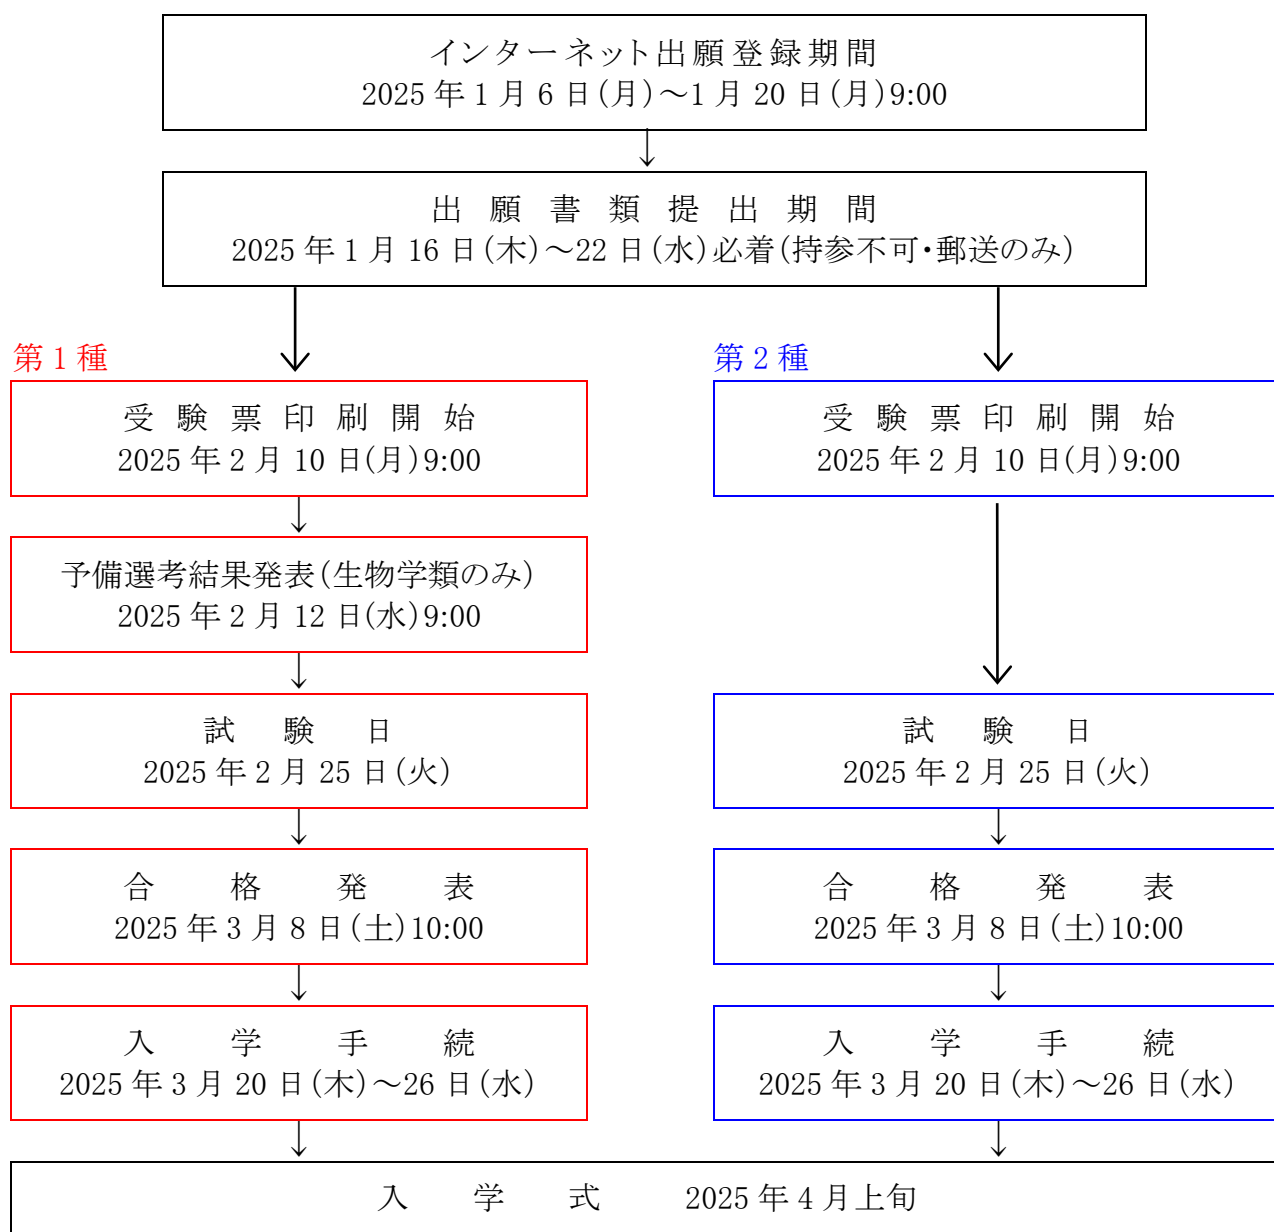 インターネット出願登録期間
2025年1月6日(月)～1月20日(月)9:00
出願書類提出期間
2025年1月16日(木)～22日(水)必着(持参不可・郵送のみ)
第1種
受験票印刷開始
2025年2月10日(月)9:00
予備選考結果発表(生物学類のみ)
2025年2月12日(水)9:00
試験日
2025年2月25日(火)
合格発表
2025年3月8日(土)10:00
入学手続
2025年3月20日(木)～26日(水)
第2種
受験票印刷開始
2025年2月10日(月)9:00
試験日
2025年2月25日(火)
合格発表
2025年3月8日(土)10:00
入学手続
2025年3月20日(木)～26日(水)
入学式 2025年4月上旬